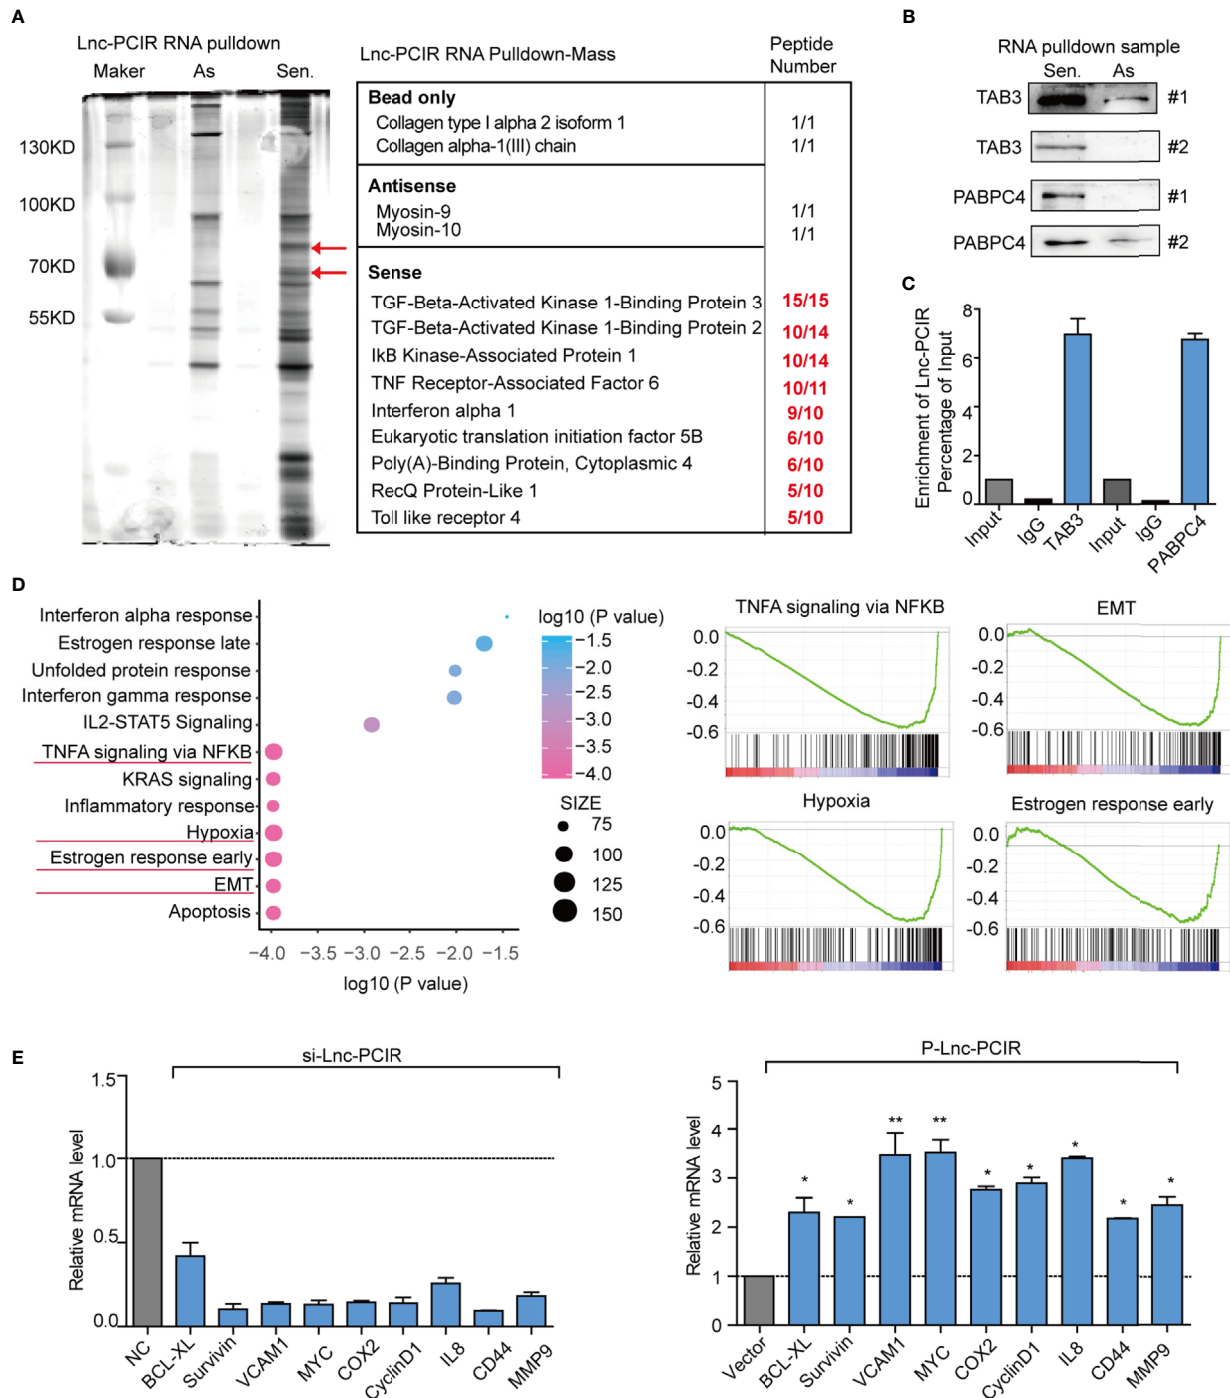 A
Lnc-PCIR RNA pulldown
Maker As Sen.
130KD
100KD
70KD
55KD
Lnc-PCIR RNA Pulldown-Mass
Peptide
Number
Bead only
Collagen type I alpha 2 isoform 1 1/1
Collagen alpha-1(III) chain 1/1
Antisense
Myosin-9 1/1
Myosin-10 1/1
Sense
TGF-Beta-Activated Kinase 1-Binding Protein 3 15/15
TGF-Beta-Activated Kinase 1-Binding Protein 2 10/14
IkB Kinase-Associated Protein 1 10/14
TNF Receptor-Associated Factor 6 10/11
Interferon alpha 1 9/10
Eukaryotic translation initiation factor 5B 6/10
Poly(A)-Binding Protein, Cytoplasmic 4 6/10
RecQ Protein-Like 1 5/10
Toll like receptor 4 5/10
B
RNA pulldown sample
Sen. As
TAB3 #1
TAB3 #2
PABPC4 #1
PABPC4 #2
C
Enrichment of Lnc-PCIR
Percentage of Input
8
6
4
2
0
Input IgG TAB3 Input IgG PABPC4
D
Interferon alpha response
Estrogen response late
Unfolded protein response
Interferon gamma response
IL2-STAT5 Signaling
TNFA signaling via NFKB
KRAS signaling
Inflammatory response
Hypoxia
Estrogen response early
EMT
Apoptosis
−4.0 −3.5 −3.0 −2.5 −2.0 −1.5
log10 (P value)
log10 (P value)
−1.5
−2.0
−2.5
−3.0
−3.5
−4.0
SIZE
75
100
125
150
TNFA signaling via NFKB
0.0
-0.2
-0.4
-0.6
EMT
0.0
-0.2
-0.4
-0.6
Hypoxia
0.0
-0.2
-0.4
-0.6
Estrogen response early
0.0
-0.2
-0.4
-0.6
E
si-Lnc-PCIR
Relative mRNA level
1.5
1.0
0.5
0.0
NC BCL-XL Survivin VCAM1 MYC COX2 CyclinD1 IL8 CD44 MMP9
P-Lnc-PCIR
Relative mRNA level
5
4
3
2
1
0
* * ** ** * * * * *
Vector BCL-XL Survivin VCAM1 MYC COX2 CyclinD1 IL8 CD44 MMP9